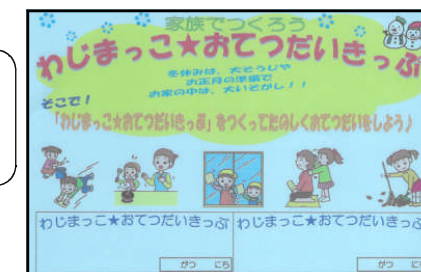 家族でつくろう
わじまっこ★おてつだいきっぷ
冬休みは、大そうじや
お正月の準備で
お家の中は、大いそがし！！
そこで！
「わじまっこ★おてつだいきっぷ」をつくってたのしくおてつだいをしよう♪
わじまっこ★おてつだいきっぷ
がつ にち
わじまっこ★おてつだいきっぷ
がつ にち